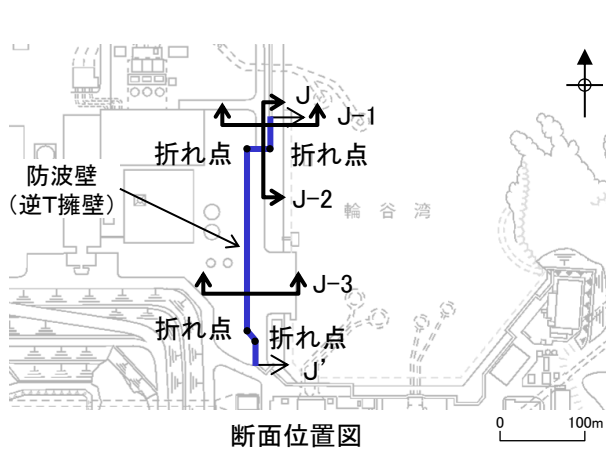 J
J-1
折れ点
折れ点
防波壁
（逆T擁壁）
J-2
輪谷湾
J-3
折れ点
折れ点
J'
断面位置図
0
100m